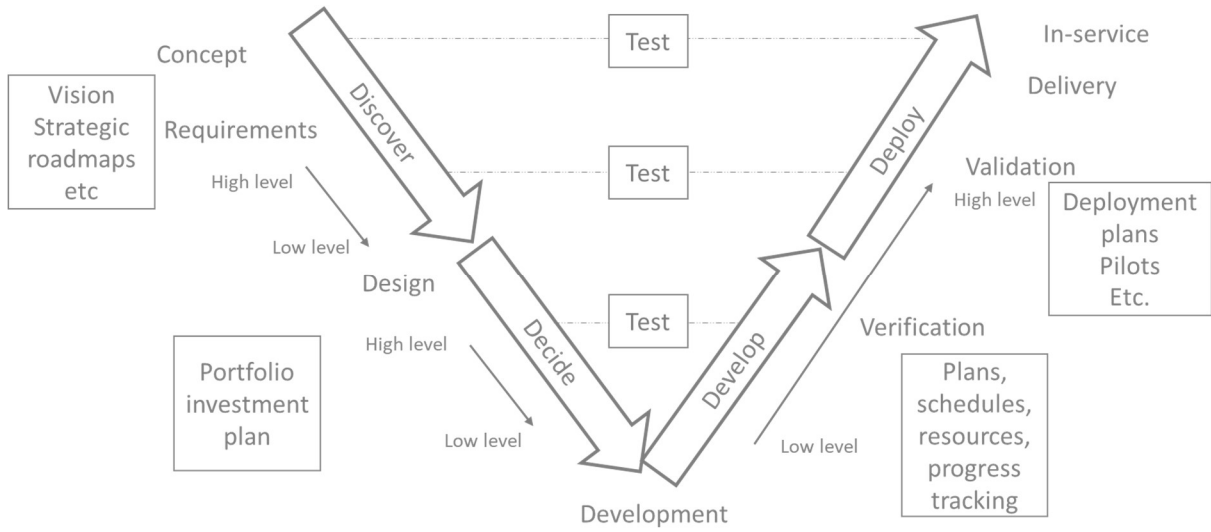 Concept
Vision
Strategic
roadmaps
etc
Requirements
High level
Low level
Discover
Design
High level
Low level
Decide
Portfolio
investment
plan
Development
Test
Test
Test
Develop
Deploy
In-service
Delivery
Validation
High level
Deployment
plans
Pilots
Etc.
Verification
Low level
Plans,
schedules,
resources,
progress
tracking